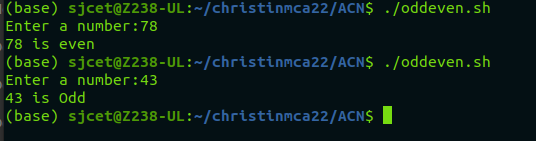 (base) sjcet@Z238-UL:~/christinmca22/ACN$ ./oddeven.sh
Enter a number:78
78 is even
(base) sjcet@Z238-UL:~/christinmca22/ACN$ ./oddeven.sh
Enter a number:43
43 is Odd
(base) sjcet@Z238-UL:~/christinmca22/ACN$